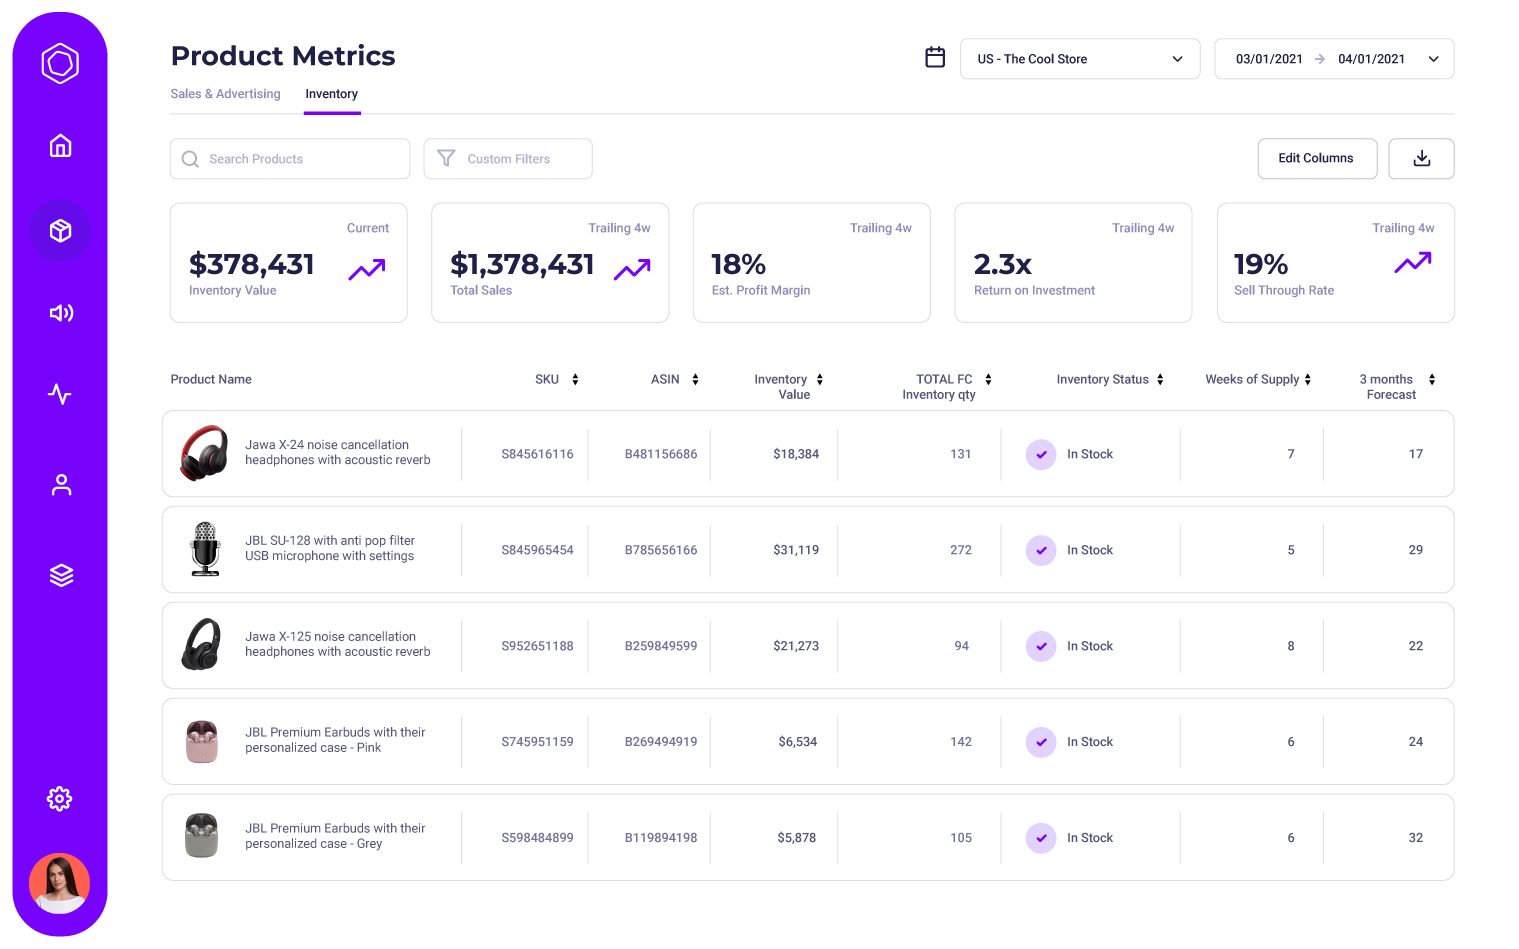 Product Metrics
US - The Cool Store
03/01/2021 → 04/01/2021
Sales & Advertising
Inventory
Search Products
Custom Filters
Edit Columns
Current
$378,431
Inventory Value
Trailing 4w
$1,378,431
Total Sales
Trailing 4w
18%
Est. Profit Margin
Trailing 4w
2.3x
Return on Investment
Trailing 4w
19%
Sell Through Rate
Product Name
SKU
ASIN
Inventory
Value
TOTAL FC
Inventory qty
Inventory Status
Weeks of Supply
3 months
Forecast
Jawa X-24 noise cancellation
headphones with acoustic reverb
S845616116
B481156686
$18,384
131
In Stock
7
17
JBL SU-128 with anti pop filter
USB microphone with settings
S845965454
B785656166
$31,119
272
In Stock
5
29
Jawa X-125 noise cancellation
headphones with acoustic reverb
S952651188
B259849599
$21,273
94
In Stock
8
22
JBL Premium Earbuds with their
personalized case - Pink
S745951159
B269494919
$6,534
142
In Stock
6
24
JBL Premium Earbuds with their
personalized case - Grey
S598484899
B119894198
$5,878
105
In Stock
6
32